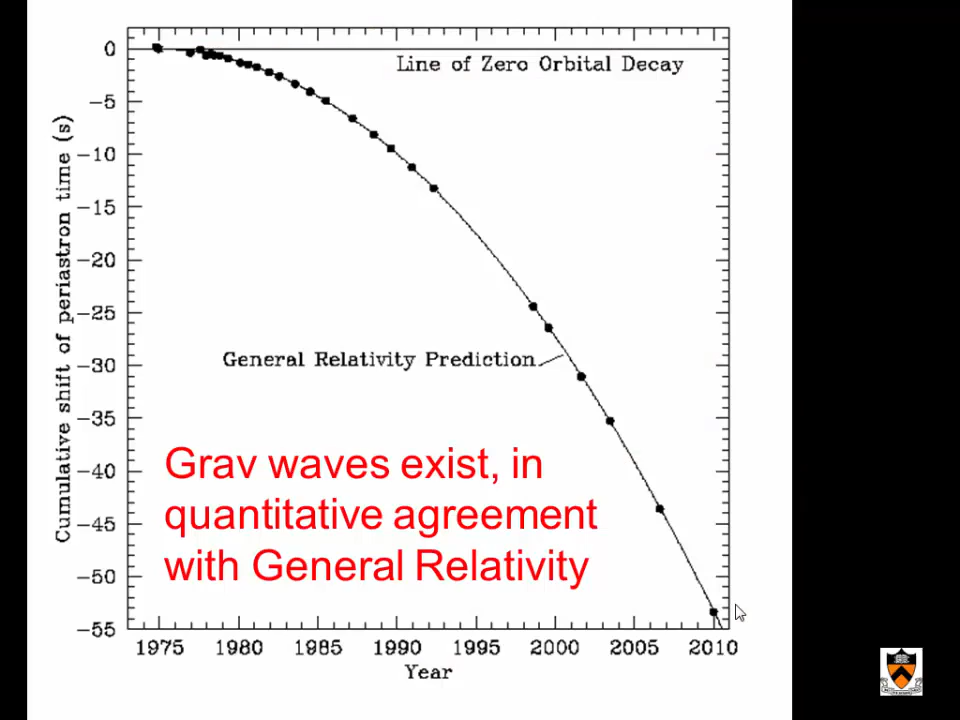 0
Line of Zero Orbital Decay
−5
−10
−15
−20
−25
−30
−35
−40
−45
−50
−55
Cumulative shift of periastron time (s)
General Relativity Prediction
Grav waves exist, in
quantitative agreement
with General Relativity
1975 1980 1985 1990 1995 2000 2005 2010
Year